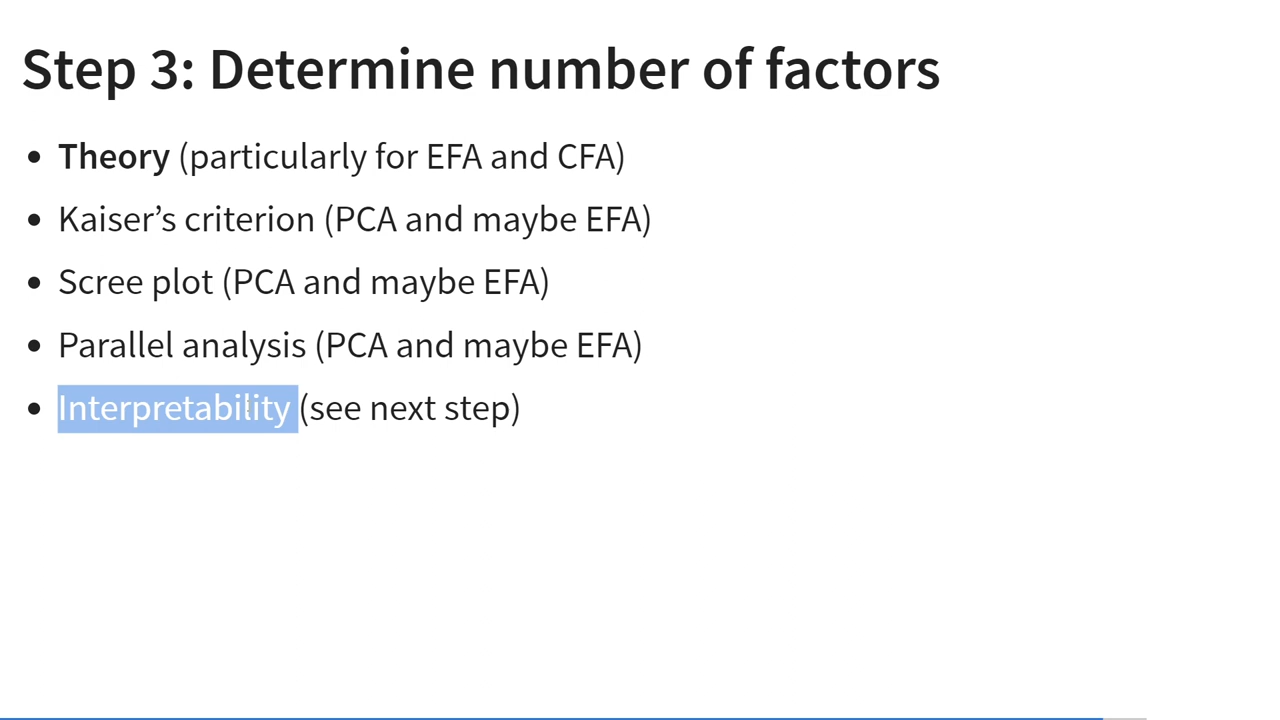 Step 3: Determine number of factors
• Theory (particularly for EFA and CFA)
• Kaiser’s criterion (PCA and maybe EFA)
• Scree plot (PCA and maybe EFA)
• Parallel analysis (PCA and maybe EFA)
• Interpretability (see next step)